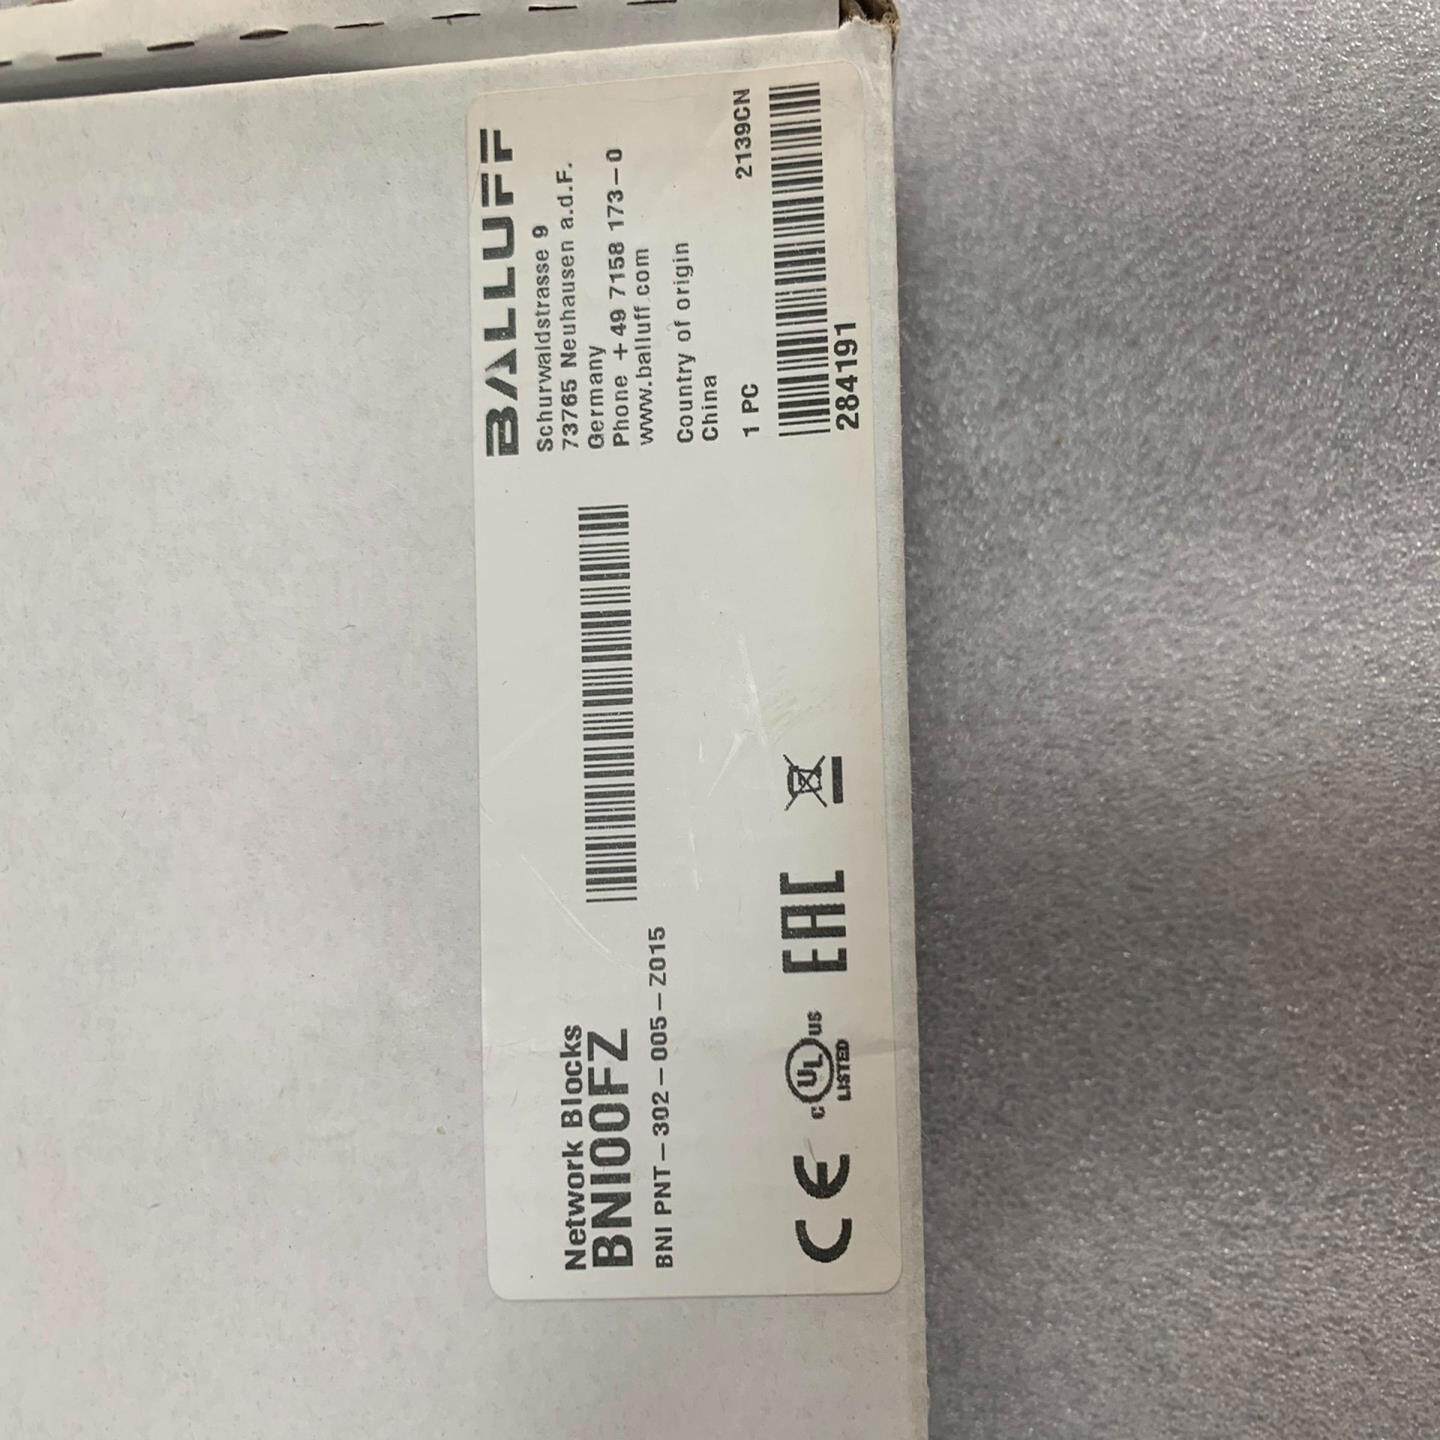 Network Blocks
BNI00FZ
BNI PNT-302-005-Z015
CE
c UL us
LISTED
EAC
BALLUFF
Schurwaldstrasse 9
73765 Neuhausen a.d.F.
Germany
Phone +49 7158 173-0
www.balluff.com
Country of origin
China
1 PC 2139CN
284191